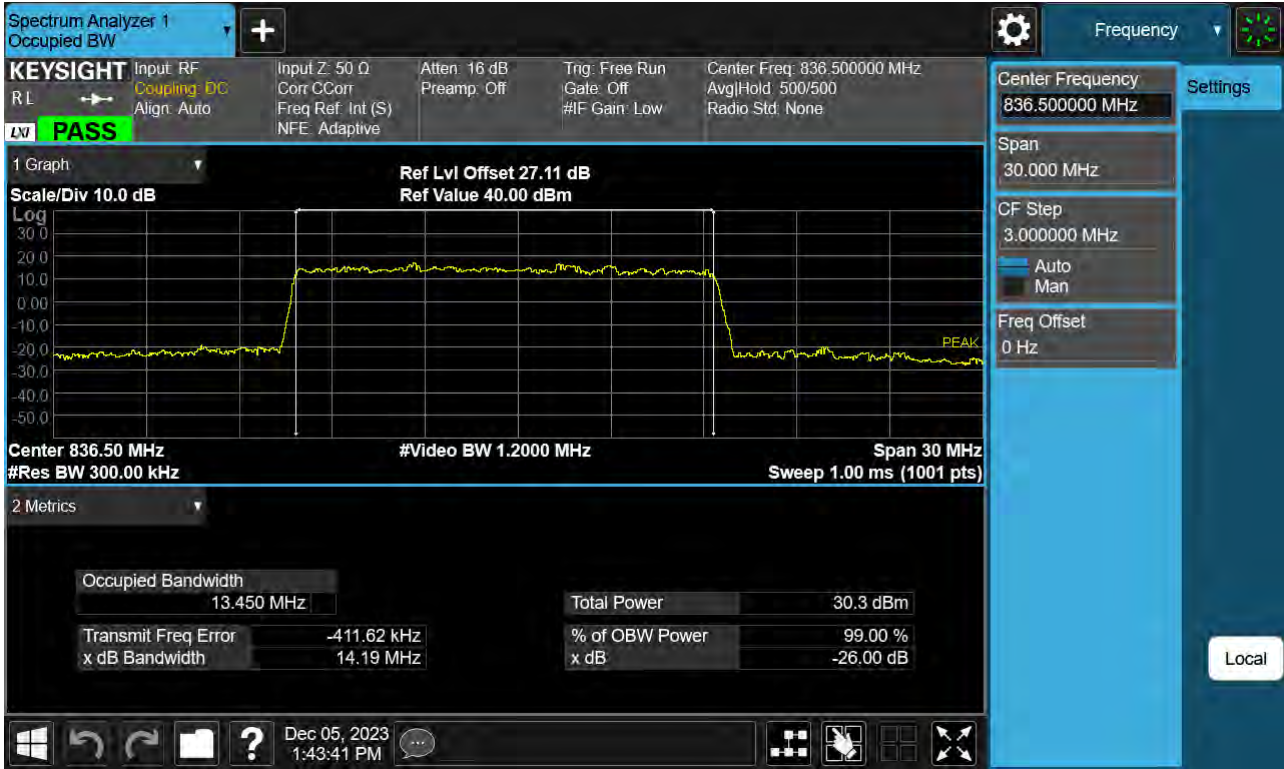 Spectrum Analyzer 1
Occupied BW
Frequency
KEYSIGHT
RL
LXI
PASS
Input: RF
Coupling: DC
Align: Auto
Input Z: 50 Ω
Corr CCorr
Freq Ref: Int (S)
NFE: Adaptive
Atten: 16 dB
Preamp: Off
Trig: Free Run
Gate: Off
#IF Gain: Low
Center Freq: 836.500000 MHz
Avg|Hold: 500/500
Radio Std: None
Center Frequency
836.500000 MHz
Settings
Span
30.000 MHz
CF Step
3.000000 MHz
Auto
Man
Freq Offset
0 Hz
1 Graph
Scale/Div 10.0 dB
Ref Lvl Offset 27.11 dB
Ref Value 40.00 dBm
Log
30.0
20.0
10.0
0.00
-10.0
-20.0
-30.0
-40.0
-50.0
PEAK
Center 836.50 MHz
#Video BW 1.2000 MHz
Span 30 MHz
#Res BW 300.00 kHz
Sweep 1.00 ms (1001 pts)
2 Metrics
Occupied Bandwidth
13.450 MHz
Total Power 30.3 dBm
Transmit Freq Error -411.62 kHz
% of OBW Power 99.00 %
x dB Bandwidth 14.19 MHz
x dB -26.00 dB
Local
?
Dec 05, 2023
1:43:41 PM